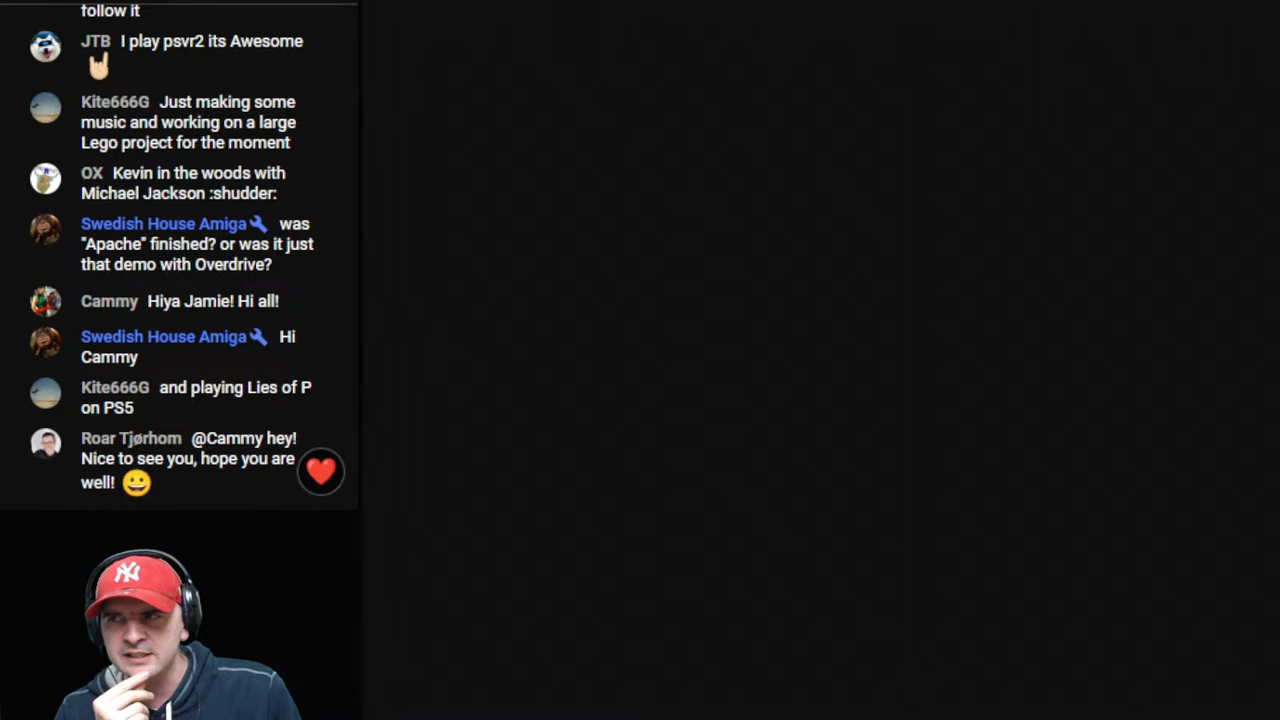 follow it
JTB I play psvr2 its Awesome
Kite666G Just making some
music and working on a large
Lego project for the moment
OX Kevin in the woods with
Michael Jackson :shudder:
Swedish House Amiga was
"Apache" finished? or was it just
that demo with Overdrive?
Cammy Hiya Jamie! Hi all!
Swedish House Amiga Hi
Cammy
Kite666G and playing Lies of P
on PS5
Roar Tjørhom @Cammy hey!
Nice to see you, hope you are
well!
NY